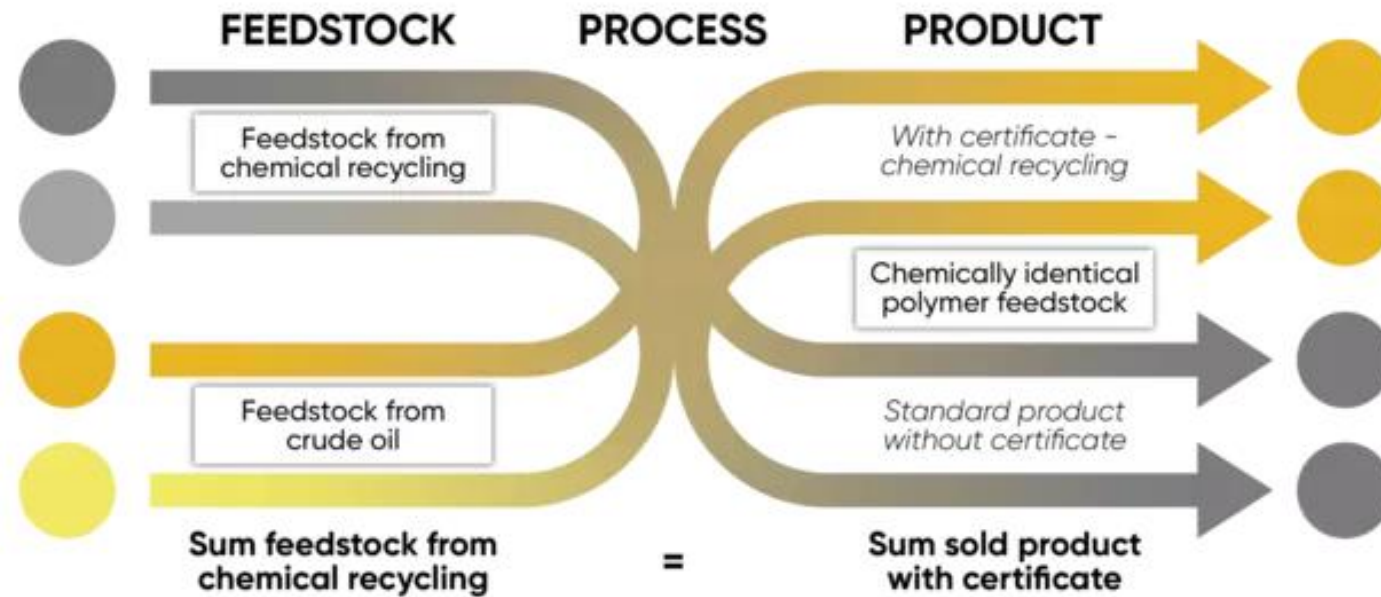 FEEDSTOCK PROCESS PRODUCT
Feedstock from
chemical recycling
With certificate -
chemical recycling
Chemically identical
polymer feedstock
Feedstock from
crude oil
Standard product
without certificate
Sum feedstock from
chemical recycling
=
Sum sold product
with certificate